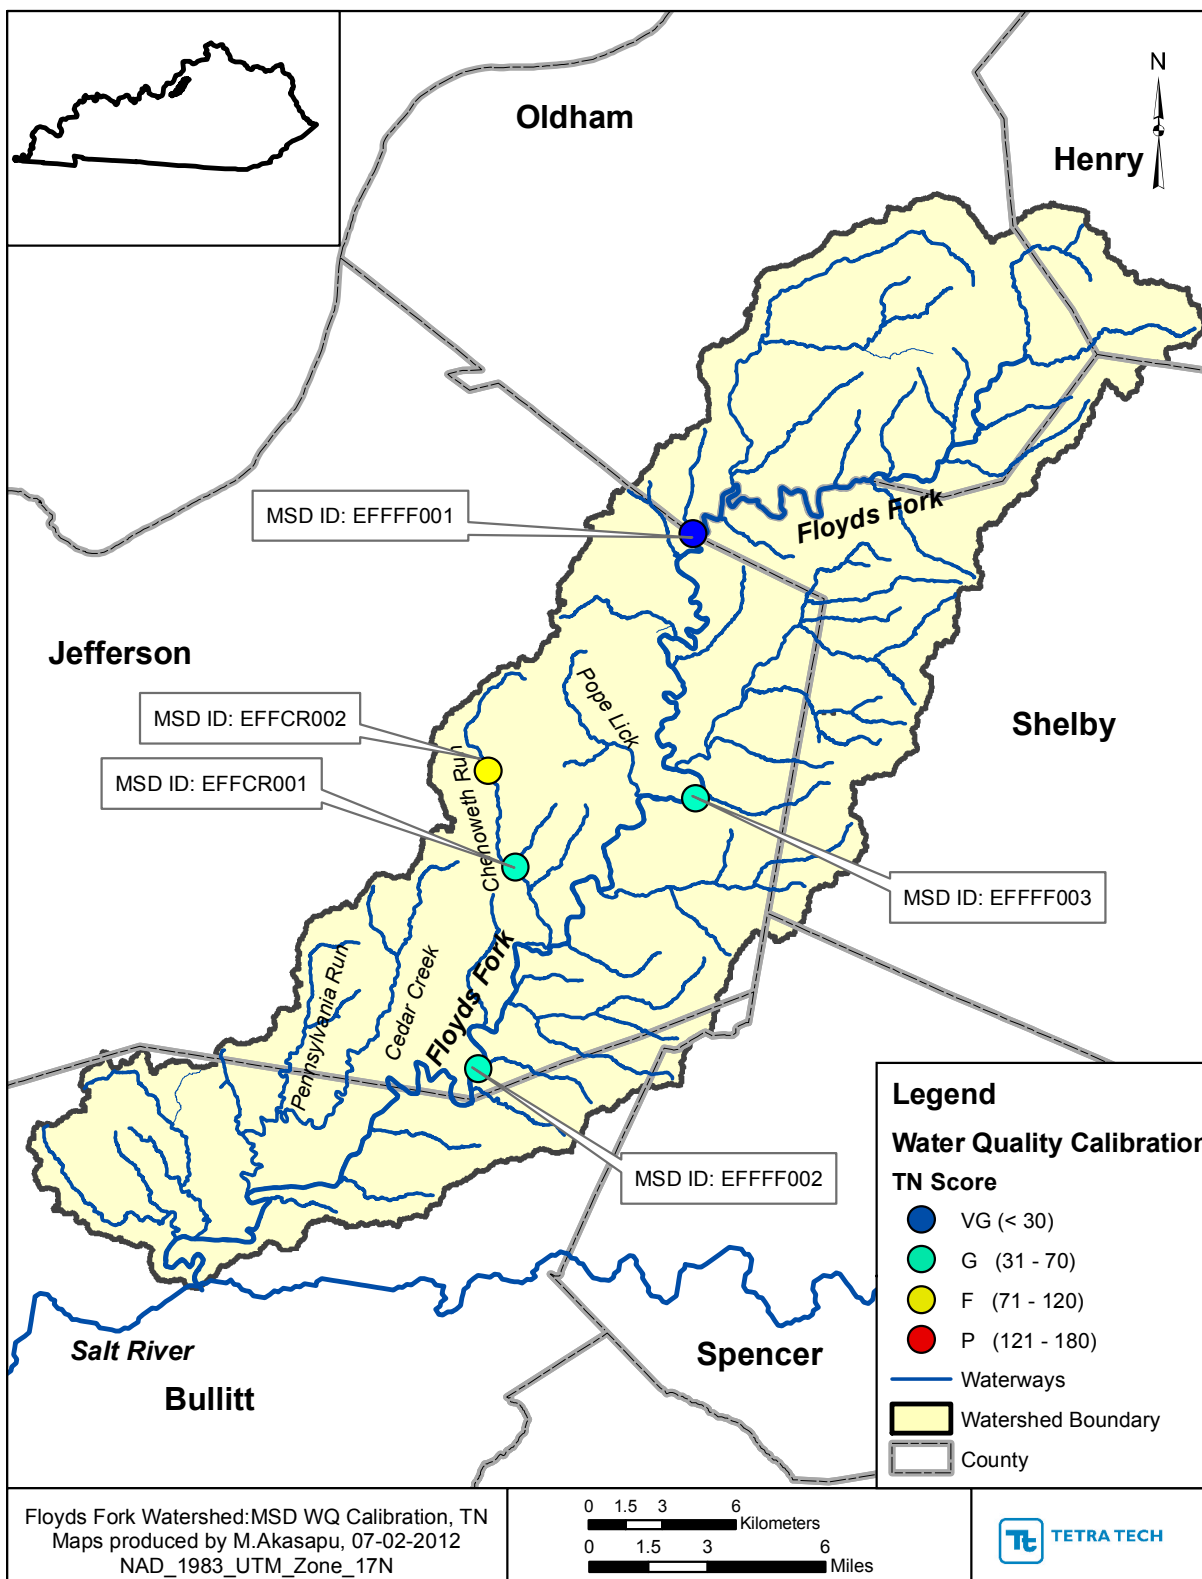 Oldham
N
Henry
MSD ID: EFFFF001
Floyds Fork
Jefferson
Pope Lick
MSD ID: EFFCR002
Shelby
MSD ID: EFFCR001
Chenoweth Run
MSD ID: EFFFF003
Pennsylvania Run
Cedar Creek
Floyds Fork
MSD ID: EFFFF002
Salt River
Spencer
Bullitt
Legend
Water Quality Calibration
TN Score
VG (< 30)
G (31 - 70)
F (71 - 120)
P (121 - 180)
Waterways
Watershed Boundary
County
Floyds Fork Watershed:MSD WQ Calibration, TN
Maps produced by M.Akasapu, 07-02-2012
NAD_1983_UTM_Zone_17N
0 1.5 3 6
Kilometers
0 1.5 3 6
Miles
Tt TETRA TECH